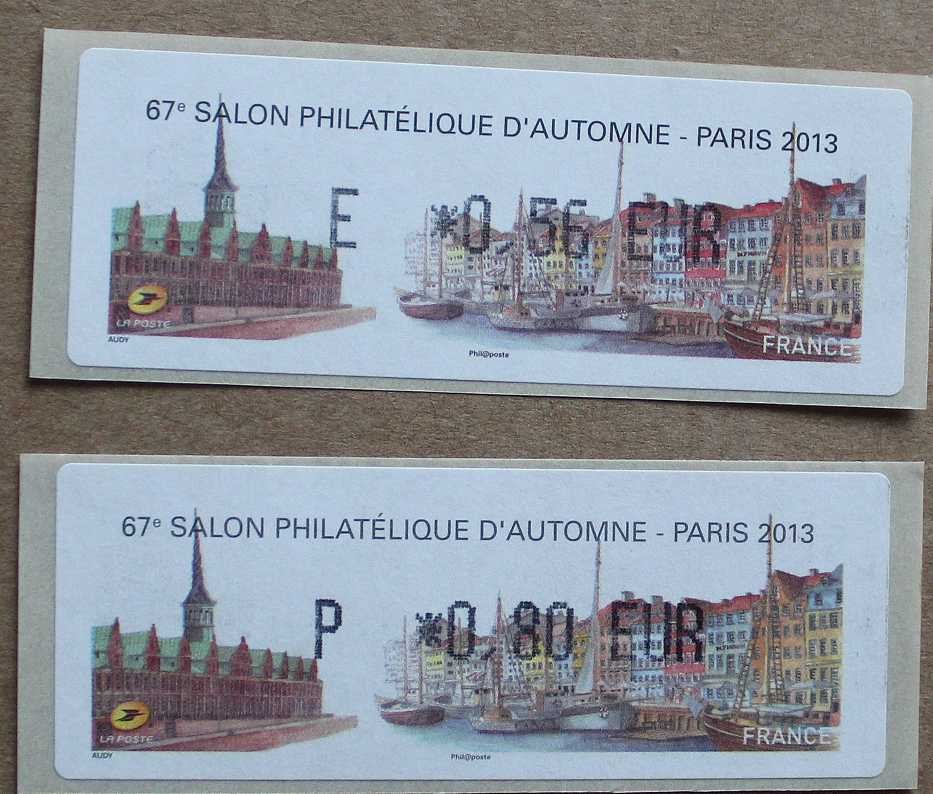 67e SALON PHILATÉLIQUE D'AUTOMNE - PARIS 2013
E *0,56 EUR
LA POSTE
FRANCE
AUDY
Phil@poste
67e SALON PHILATÉLIQUE D'AUTOMNE - PARIS 2013
P *0,80 EUR
LA POSTE
FRANCE
AUDY
Phil@poste